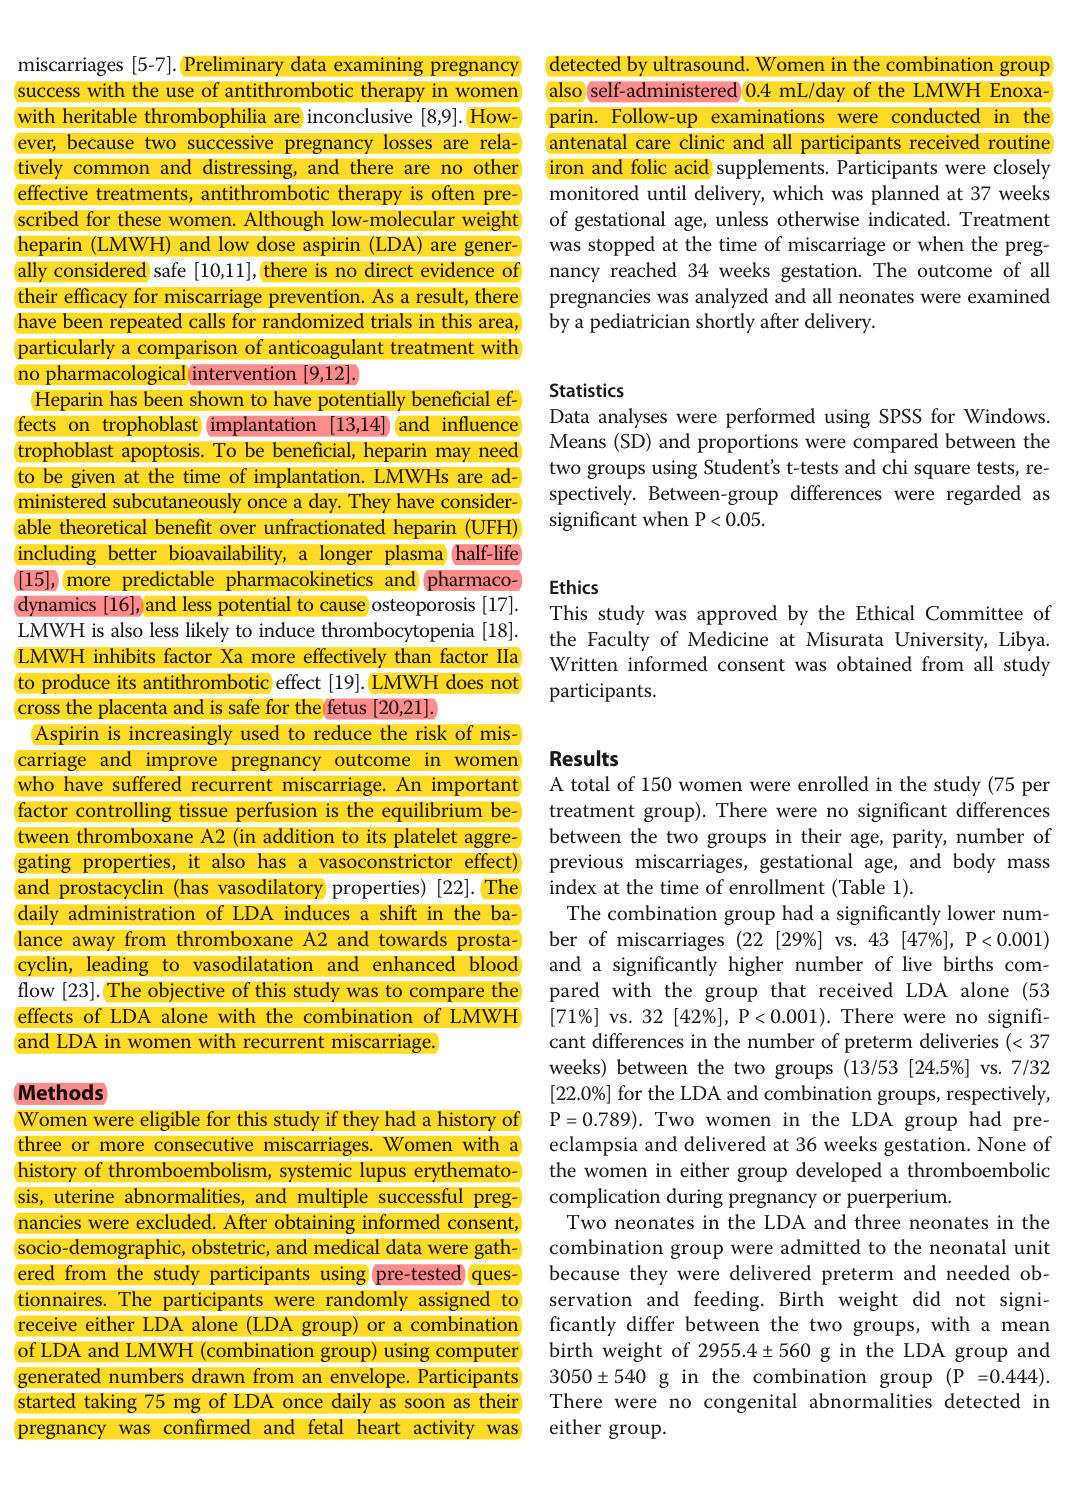 miscarriages [5-7]. Preliminary data examining pregnancy
success with the use of antithrombotic therapy in women
with heritable thrombophilia are inconclusive [8,9]. How-
ever, because two successive pregnancy losses are rela-
tively common and distressing, and there are no other
effective treatments, antithrombotic therapy is often pre-
scribed for these women. Although low-molecular weight
heparin (LMWH) and low dose aspirin (LDA) are gener-
ally considered safe [10,11], there is no direct evidence of
their efficacy for miscarriage prevention. As a result, there
have been repeated calls for randomized trials in this area,
particularly a comparison of anticoagulant treatment with
no pharmacological intervention [9,12].
Heparin has been shown to have potentially beneficial ef-
fects on trophoblast implantation [13,14] and influence
trophoblast apoptosis. To be beneficial, heparin may need
to be given at the time of implantation. LMWHs are ad-
ministered subcutaneously once a day. They have consider-
able theoretical benefit over unfractionated heparin (UFH)
including better bioavailability, a longer plasma half-life
[15], more predictable pharmacokinetics and pharmaco-
dynamics [16], and less potential to cause osteoporosis [17].
LMWH is also less likely to induce thrombocytopenia [18].
LMWH inhibits factor Xa more effectively than factor IIa
to produce its antithrombotic effect [19]. LMWH does not
cross the placenta and is safe for the fetus [20,21].
Aspirin is increasingly used to reduce the risk of mis-
carriage and improve pregnancy outcome in women
who have suffered recurrent miscarriage. An important
factor controlling tissue perfusion is the equilibrium be-
tween thromboxane A2 (in addition to its platelet aggre-
gating properties, it also has a vasoconstrictor effect)
and prostacyclin (has vasodilatory properties) [22]. The
daily administration of LDA induces a shift in the ba-
lance away from thromboxane A2 and towards prosta-
cyclin, leading to vasodilatation and enhanced blood
flow [23]. The objective of this study was to compare the
effects of LDA alone with the combination of LMWH
and LDA in women with recurrent miscarriage.
Methods
Women were eligible for this study if they had a history of
three or more consecutive miscarriages. Women with a
history of thromboembolism, systemic lupus erythemato-
sis, uterine abnormalities, and multiple successful preg-
nancies were excluded. After obtaining informed consent,
socio-demographic, obstetric, and medical data were gath-
ered from the study participants using pre-tested ques-
tionnaires. The participants were randomly assigned to
receive either LDA alone (LDA group) or a combination
of LDA and LMWH (combination group) using computer
generated numbers drawn from an envelope. Participants
started taking 75 mg of LDA once daily as soon as their
pregnancy was confirmed and fetal heart activity was
detected by ultrasound. Women in the combination group
also self-administered 0.4 mL/day of the LMWH Enoxa-
parin. Follow-up examinations were conducted in the
antenatal care clinic and all participants received routine
iron and folic acid supplements. Participants were closely
monitored until delivery, which was planned at 37 weeks
of gestational age, unless otherwise indicated. Treatment
was stopped at the time of miscarriage or when the preg-
nancy reached 34 weeks gestation. The outcome of all
pregnancies was analyzed and all neonates were examined
by a pediatrician shortly after delivery.
Statistics
Data analyses were performed using SPSS for Windows.
Means (SD) and proportions were compared between the
two groups using Student's t-tests and chi square tests, re-
spectively. Between-group differences were regarded as
significant when P < 0.05.
Ethics
This study was approved by the Ethical Committee of
the Faculty of Medicine at Misurata University, Libya.
Written informed consent was obtained from all study
participants.
Results
A total of 150 women were enrolled in the study (75 per
treatment group). There were no significant differences
between the two groups in their age, parity, number of
previous miscarriages, gestational age, and body mass
index at the time of enrollment (Table 1).
The combination group had a significantly lower num-
ber of miscarriages (22 [29%] vs. 43 [47%], P < 0.001)
and a significantly higher number of live births com-
pared with the group that received LDA alone (53
[71%] vs. 32 [42%], P < 0.001). There were no signifi-
cant differences in the number of preterm deliveries (< 37
weeks) between the two groups (13/53 [24.5%] vs. 7/32
[22.0%] for the LDA and combination groups, respectively,
P = 0.789). Two women in the LDA group had pre-
eclampsia and delivered at 36 weeks gestation. None of
the women in either group developed a thromboembolic
complication during pregnancy or puerperium.
Two neonates in the LDA and three neonates in the
combination group were admitted to the neonatal unit
because they were delivered preterm and needed ob-
servation and feeding. Birth weight did not signi-
ficantly differ between the two groups, with a mean
birth weight of 2955.4 ± 560 g in the LDA group and
3050 ± 540 g in the combination group (P =0.444).
There were no congenital abnormalities detected in
either group.